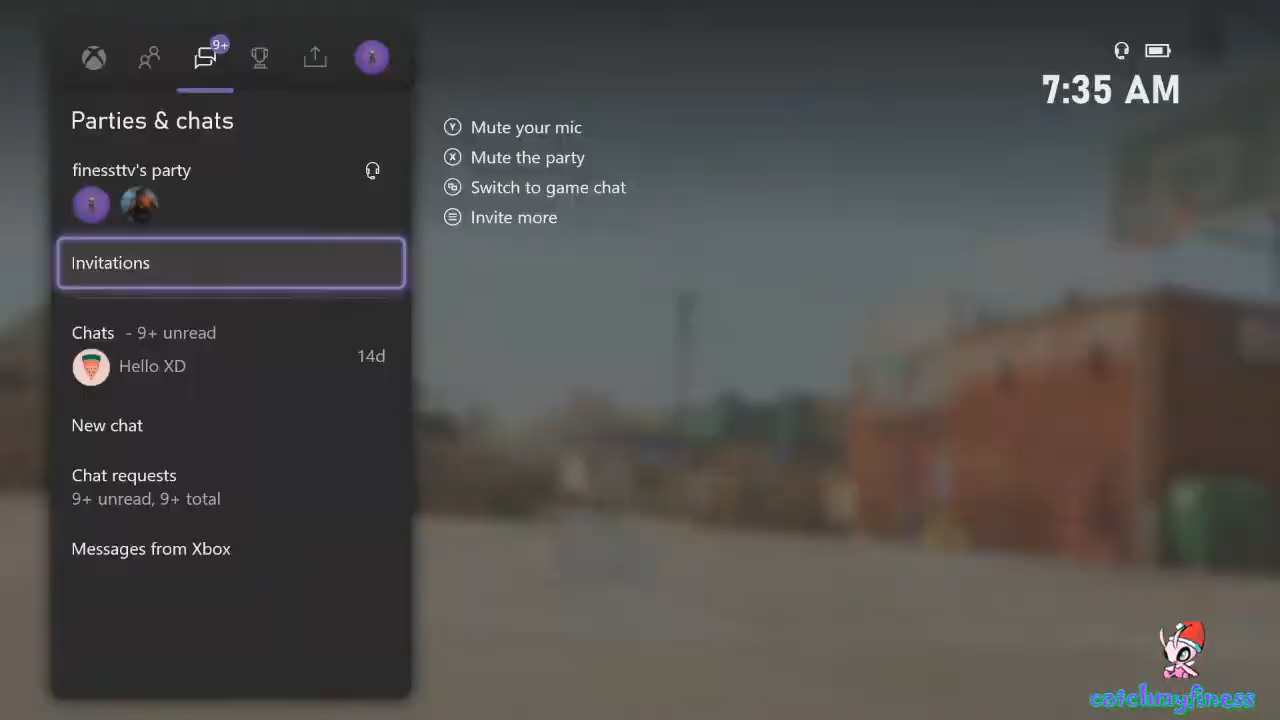 9+
7:35 AM
Parties & chats
finessttv's party
Invitations
Chats - 9+ unread
Hello XD
14d
New chat
Chat requests
9+ unread, 9+ total
Messages from Xbox
Y Mute your mic
X Mute the party
Switch to game chat
Invite more
catchmyfiness